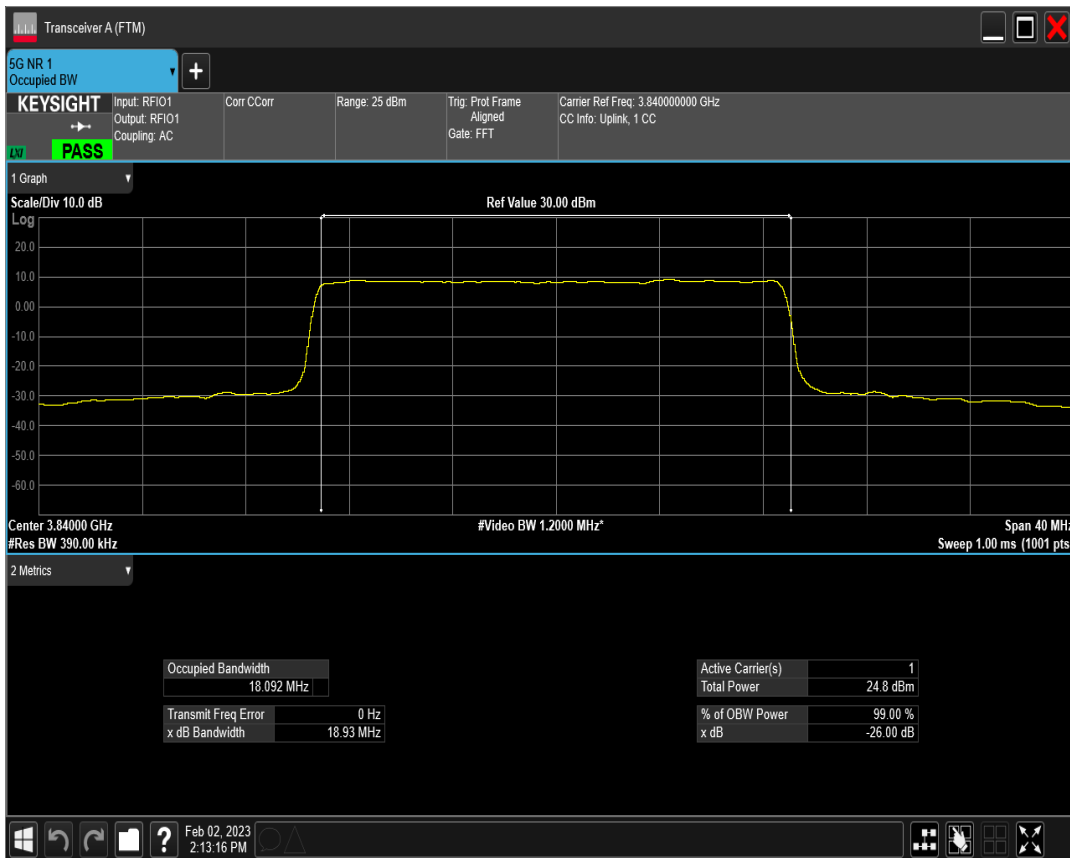 Transceiver A (FTM)
5G NR 1
Occupied BW
+
KEYSIGHT
LXI
PASS
Input: RFIO1
Output: RFIO1
Coupling: AC
Corr CCorr
Range: 25 dBm
Trig: Prot Frame
Aligned
Gate: FFT
Carrier Ref Freq: 3.840000000 GHz
CC Info: Uplink, 1 CC
1 Graph
Scale/Div 10.0 dB
Ref Value 30.00 dBm
Log
20.0
10.0
0.00
-10.0
-20.0
-30.0
-40.0
-50.0
-60.0
Center 3.84000 GHz
#Video BW 1.2000 MHz*
Span 40 MHz
#Res BW 390.00 kHz
Sweep 1.00 ms (1001 pts
2 Metrics
Occupied Bandwidth
18.092 MHz
Transmit Freq Error 0 Hz
x dB Bandwidth 18.93 MHz
Active Carrier(s) 1
Total Power 24.8 dBm
% of OBW Power 99.00 %
x dB -26.00 dB
?
Feb 02, 2023
2:13:16 PM